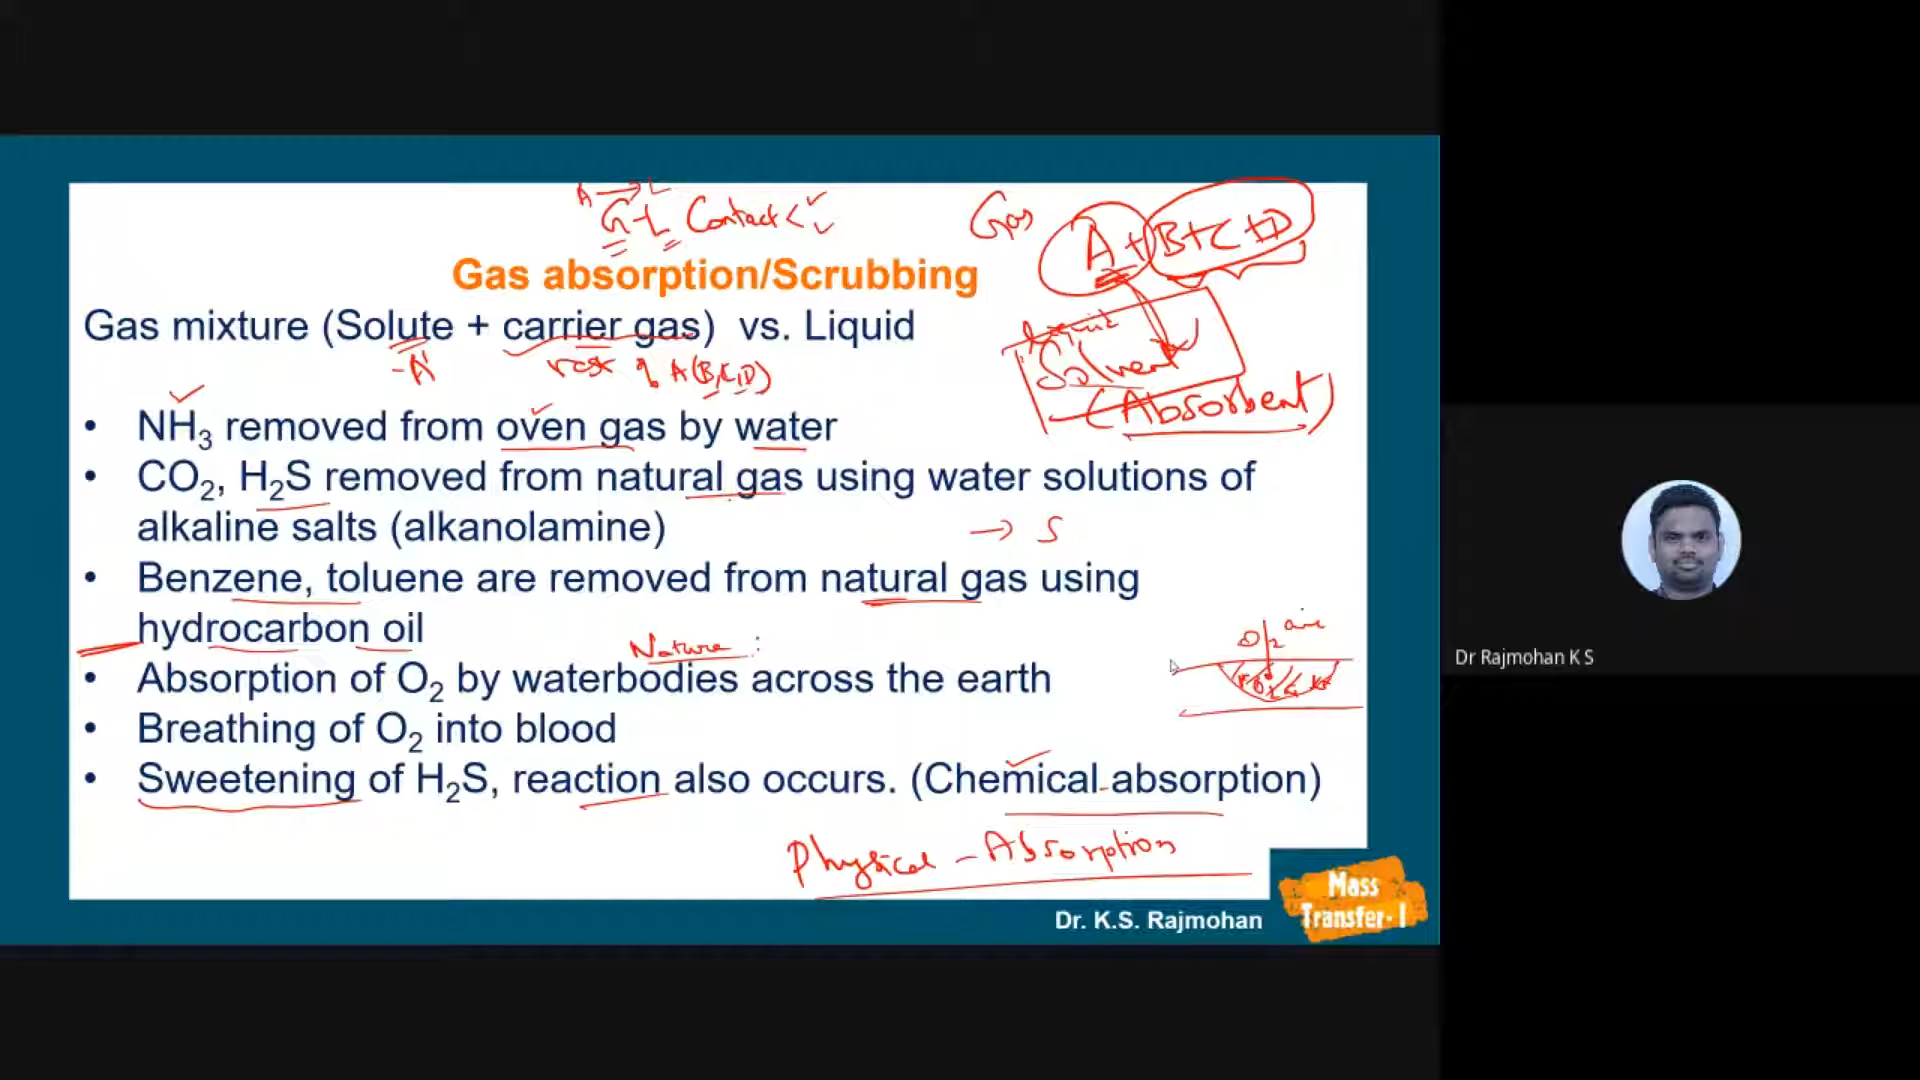 A → L
G-L Contact <
Gas
A + B+C+D
Gas absorption/Scrubbing
Gas mixture (Solute + carrier gas) vs. Liquid
Solvent
- A
rest of A (B, C, D)
(Absorbent)
• NH3 removed from oven gas by water
• CO2, H2S removed from natural gas using water solutions of
alkaline salts (alkanolamine)
→ S
• Benzene, toluene are removed from natural gas using
hydrocarbon oil
Nature :
O2 air
• Absorption of O2 by waterbodies across the earth
• Breathing of O2 into blood
• Sweetening of H2S, reaction also occurs. (Chemical absorption)
Physical - Absorption
Dr. K.S. Rajmohan
Mass
Transfer- I
Dr Rajmohan K S